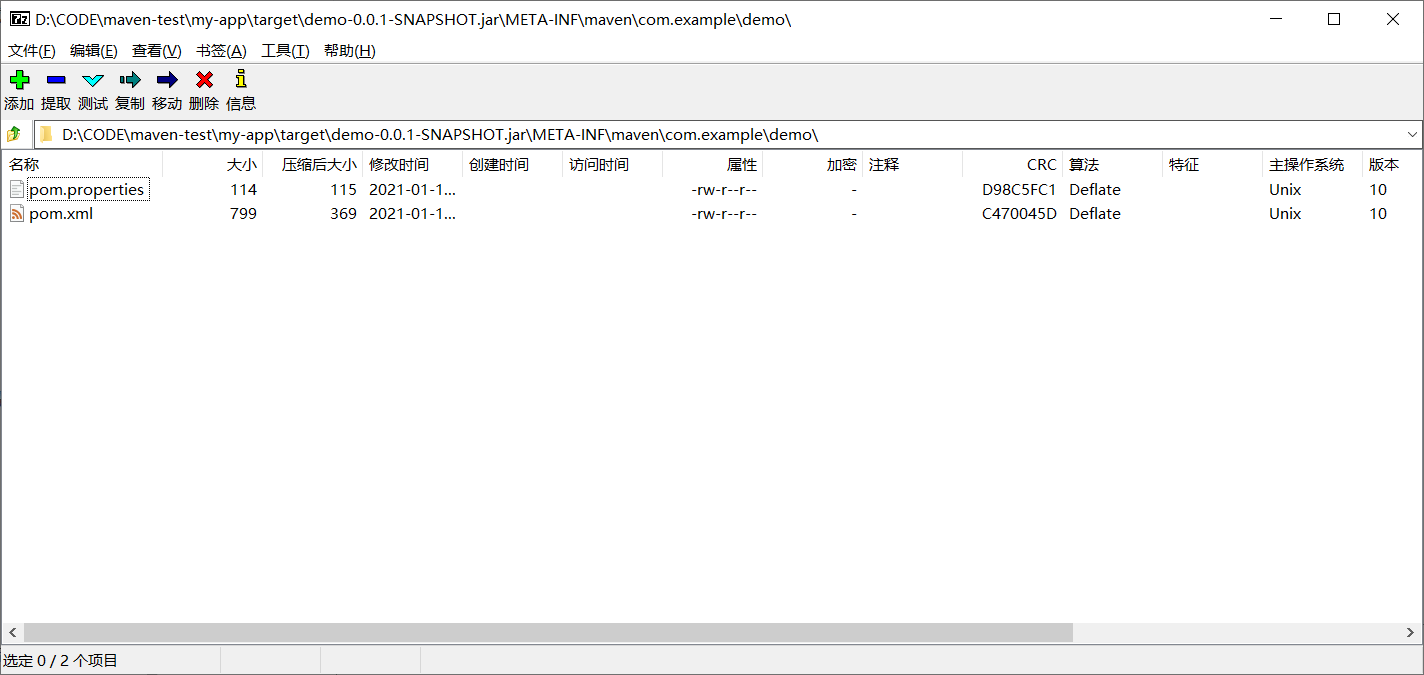 D:\CODE\maven-test\my-app\target\demo-0.0.1-SNAPSHOT.jar\META-INF\maven\com.example\demo\
文件(F) 编辑(E) 查看(V) 书签(A) 工具(T) 帮助(H)
添加 提取 测试 复制 移动 删除 信息
D:\CODE\maven-test\my-app\target\demo-0.0.1-SNAPSHOT.jar\META-INF\maven\com.example\demo\
名称 大小 压缩后大小 修改时间 创建时间 访问时间 属性 加密 注释 CRC 算法 特征 主操作系统 版本
pom.properties 114 115 2021-01-1... -rw-r--r-- - D98C5FC1 Deflate Unix 10
pom.xml 799 369 2021-01-1... -rw-r--r-- - C470045D Deflate Unix 10
选定 0 / 2 个项目